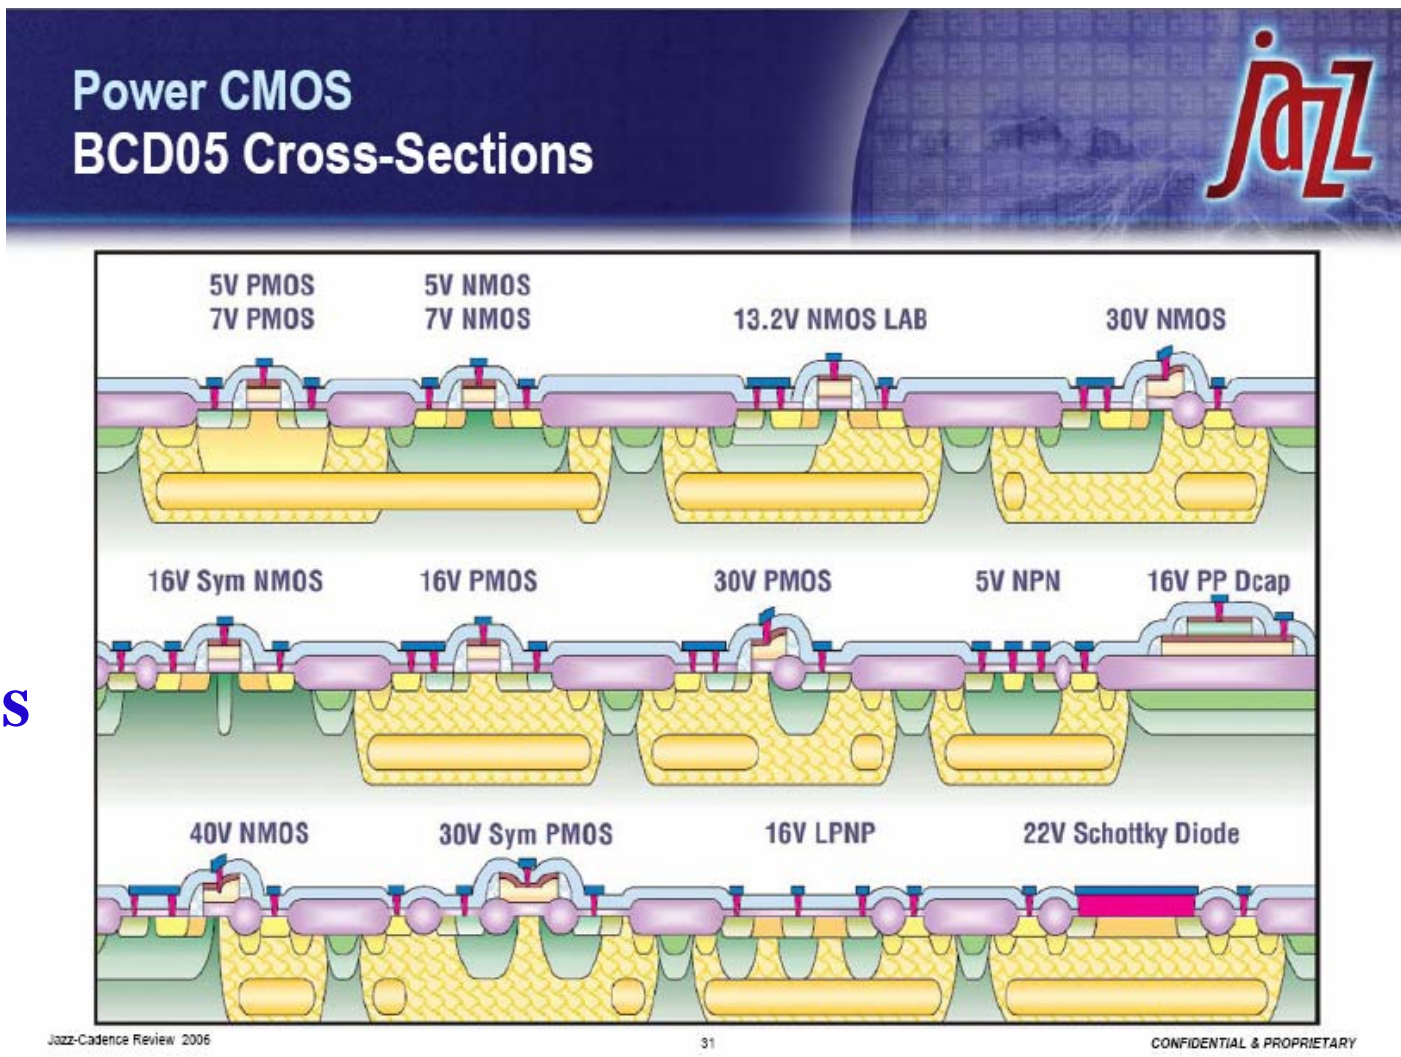 Power CMOS
BCD05 Cross-Sections
jazz
5V PMOS
7V PMOS
5V NMOS
7V NMOS
13.2V NMOS LAB
30V NMOS
16V Sym NMOS
16V PMOS
30V PMOS
5V NPN
16V PP Dcap
s
40V NMOS
30V Sym PMOS
16V LPNP
22V Schottky Diode
Jazz-Cadence Review 2006
31
CONFIDENTIAL & PROPRIETARY